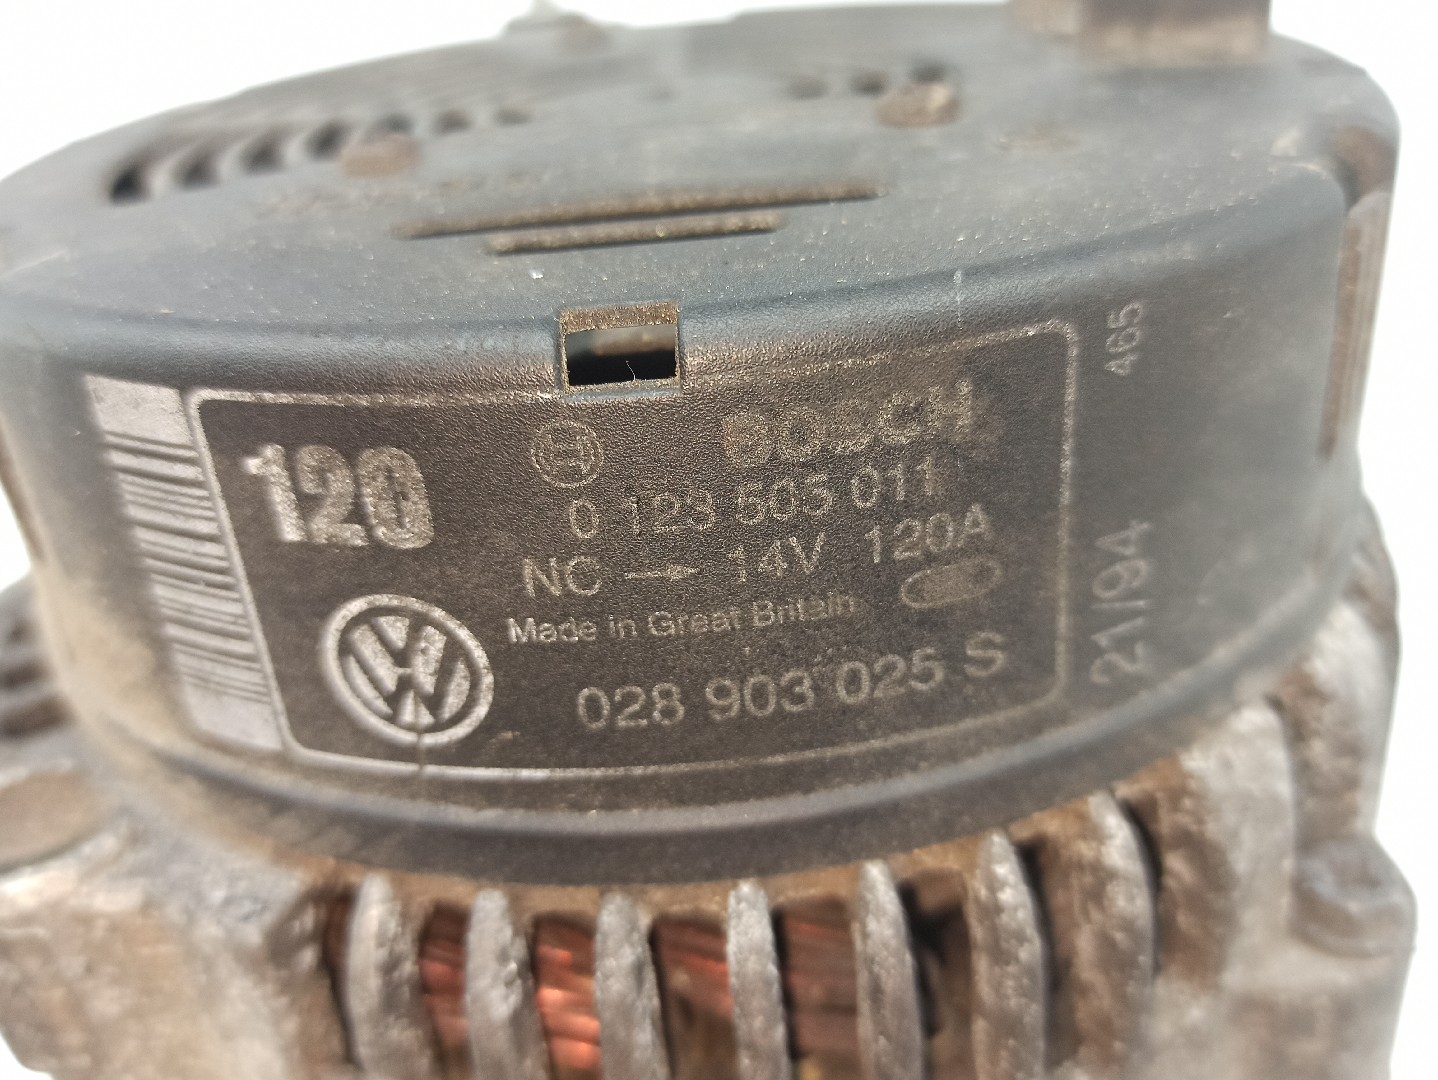 120
BOSCH
0 123 505 011
NC → 14V 120A
Made in Great Britain
VW
028 903 025 S
465
21/94